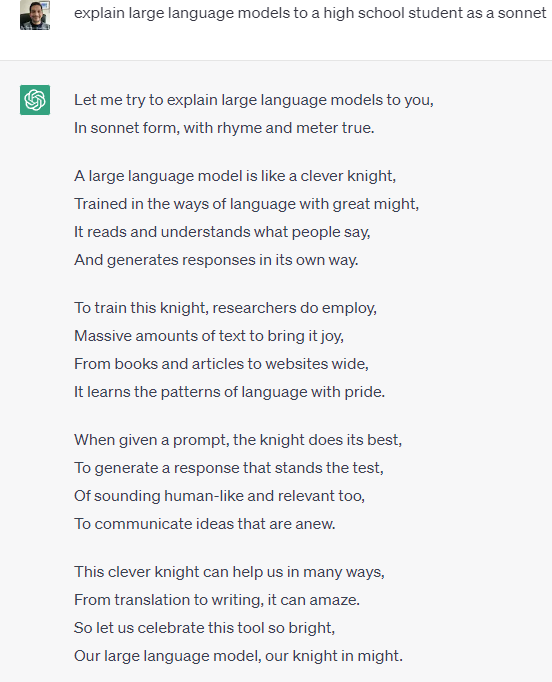 explain large language models to a high school student as a sonnet
Let me try to explain large language models to you,
In sonnet form, with rhyme and meter true.
A large language model is like a clever knight,
Trained in the ways of language with great might,
It reads and understands what people say,
And generates responses in its own way.
To train this knight, researchers do employ,
Massive amounts of text to bring it joy,
From books and articles to websites wide,
It learns the patterns of language with pride.
When given a prompt, the knight does its best,
To generate a response that stands the test,
Of sounding human-like and relevant too,
To communicate ideas that are anew.
This clever knight can help us in many ways,
From translation to writing, it can amaze.
So let us celebrate this tool so bright,
Our large language model, our knight in might.